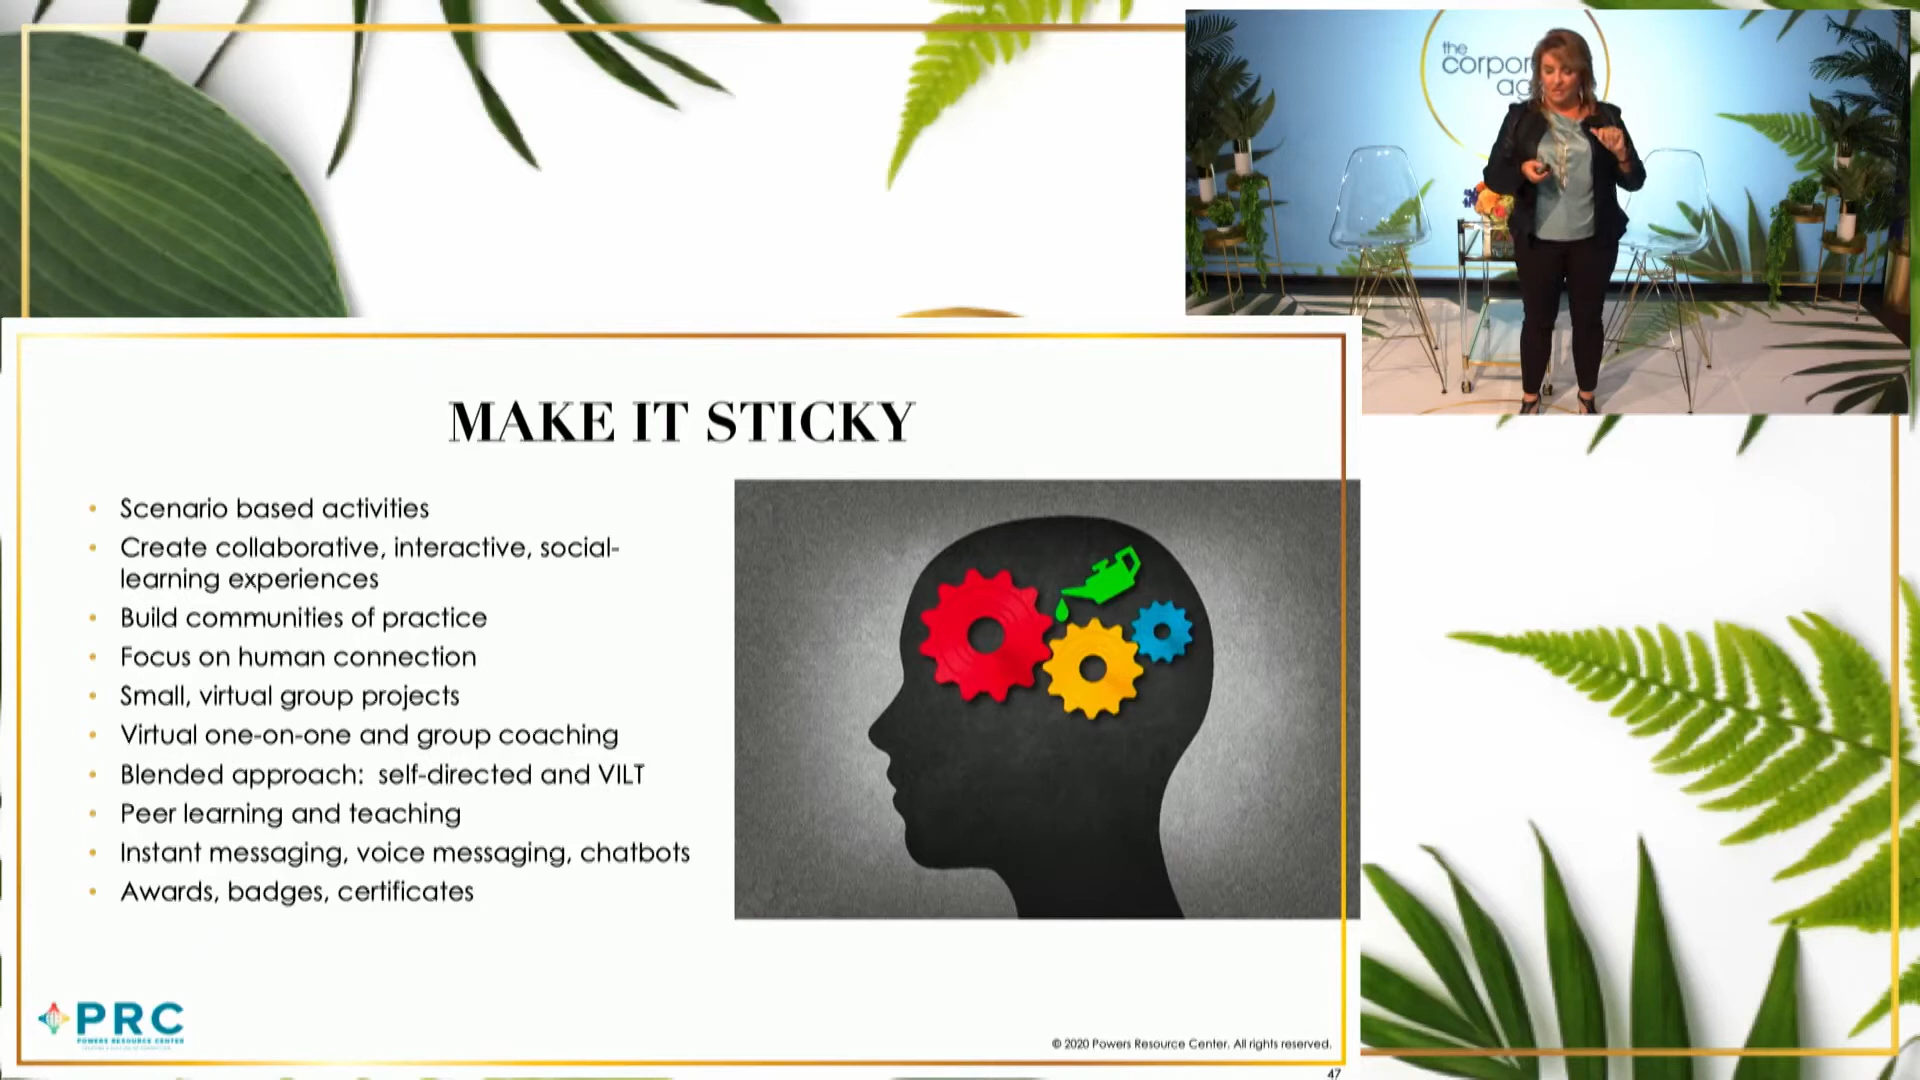 the
corpor
ag
MAKE IT STICKY
• Scenario based activities
• Create collaborative, interactive, social-
learning experiences
• Build communities of practice
• Focus on human connection
• Small, virtual group projects
• Virtual one-on-one and group coaching
• Blended approach:  self-directed and VILT
• Peer learning and teaching
• Instant messaging, voice messaging, chatbots
• Awards, badges, certificates
PRC
POWERS RESOURCE CENTER
© 2020 Powers Resource Center. All rights reserved.
47